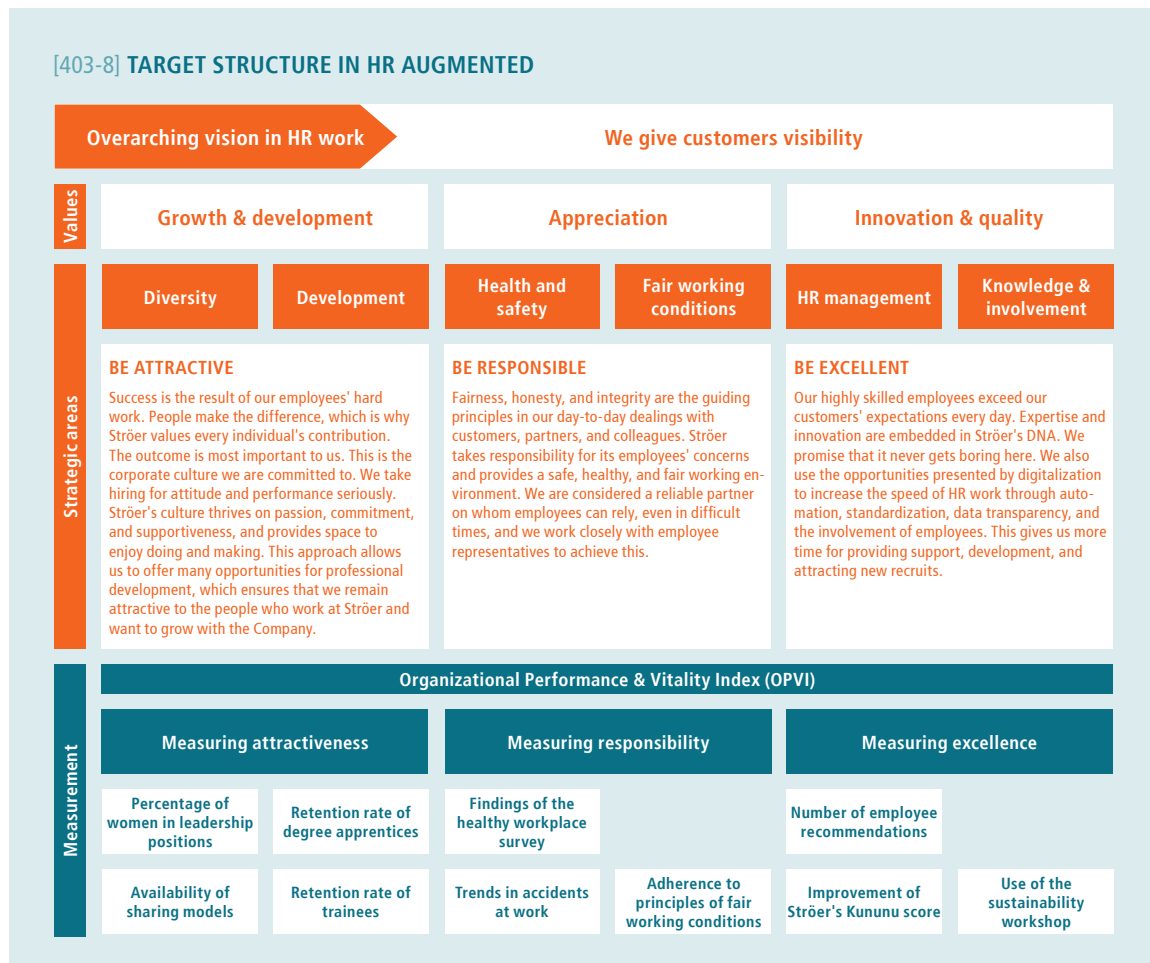 [403-8] TARGET STRUCTURE IN HR AUGMENTED
Overarching vision in HR work
We give customers visibility
Values
Growth & development
Appreciation
Innovation & quality
Strategic areas
Diversity
Development
Health and
safety
Fair working
conditions
HR management
Knowledge &
involvement
BE ATTRACTIVE
Success is the result of our employees' hard
work. People make the difference, which is why
Ströer values every individual's contribution.
The outcome is most important to us. This is the
corporate culture we are committed to. We take
hiring for attitude and performance seriously.
Ströer's culture thrives on passion, commitment,
and supportiveness, and provides space to
enjoy doing and making. This approach allows
us to offer many opportunities for professional
development, which ensures that we remain
attractive to the people who work at Ströer and
want to grow with the Company.
BE RESPONSIBLE
Fairness, honesty, and integrity are the guiding
principles in our day-to-day dealings with
customers, partners, and colleagues. Ströer
takes responsibility for its employees' concerns
and provides a safe, healthy, and fair working en-
vironment. We are considered a reliable partner
on whom employees can rely, even in difficult
times, and we work closely with employee
representatives to achieve this.
BE EXCELLENT
Our highly skilled employees exceed our
customers' expectations every day. Expertise and
innovation are embedded in Ströer's DNA. We
promise that it never gets boring here. We also
use the opportunities presented by digitalization
to increase the speed of HR work through auto-
mation, standardization, data transparency, and
the involvement of employees. This gives us more
time for providing support, development, and
attracting new recruits.
Measurement
Organizational Performance & Vitality Index (OPVI)
Measuring attractiveness
Measuring responsibility
Measuring excellence
Percentage of
women in leadership
positions
Retention rate of
degree apprentices
Findings of the
healthy workplace
survey
Number of employee
recommendations
Availability of
sharing models
Retention rate of
trainees
Trends in accidents
at work
Adherence to
principles of fair
working conditions
Improvement of
Ströer's Kununu score
Use of the
sustainability
workshop